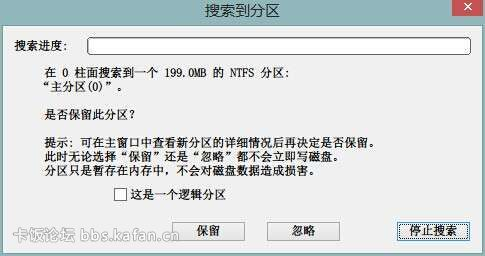 搜索到分区
搜索进度:
在 0 柱面搜索到一个 199.0MB 的 NTFS 分区:
“主分区(0)”。
是否保留此分区?
提示: 可在主窗口中查看新分区的详细情况后再决定是否保留。
此时无论选择“保留”还是“忽略”都不会立即写磁盘。
分区只是暂存在内存中，不会对磁盘数据造成损害。
这是一个逻辑分区
保留 忽略 停止搜索
卡饭论坛 bbs.kafan.cn